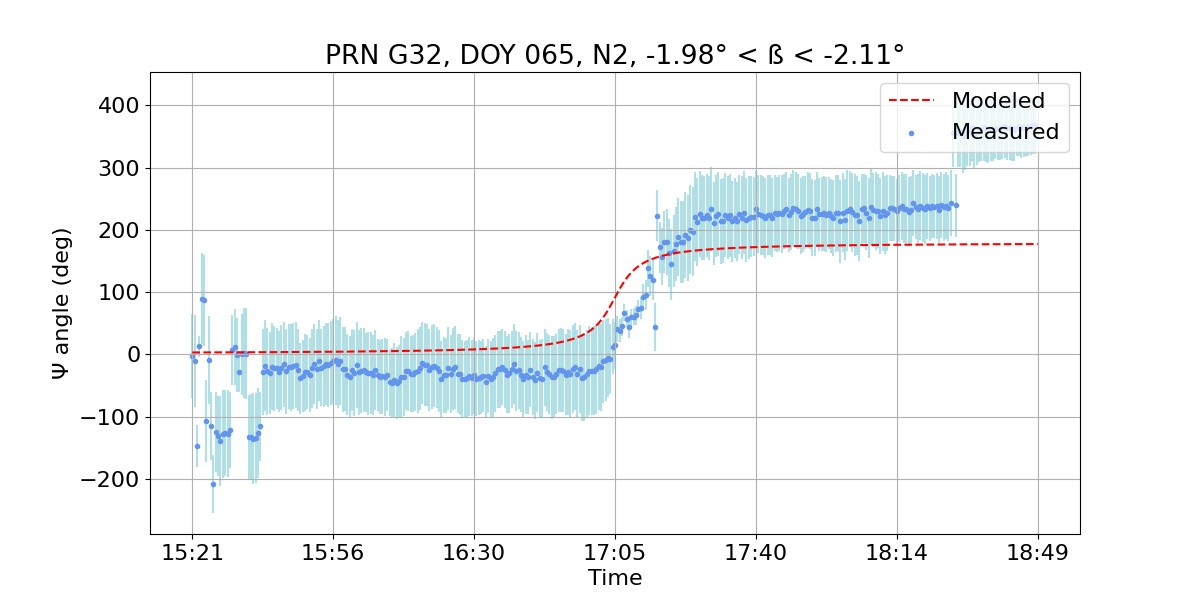 PRN G32, DOY 065, N2, -1.98° < ß < -2.11°
Modeled
Measured
400
300
200
100
0
−100
−200
Ψ angle (deg)
15:21 15:56 16:30 17:05 17:40 18:14 18:49
Time